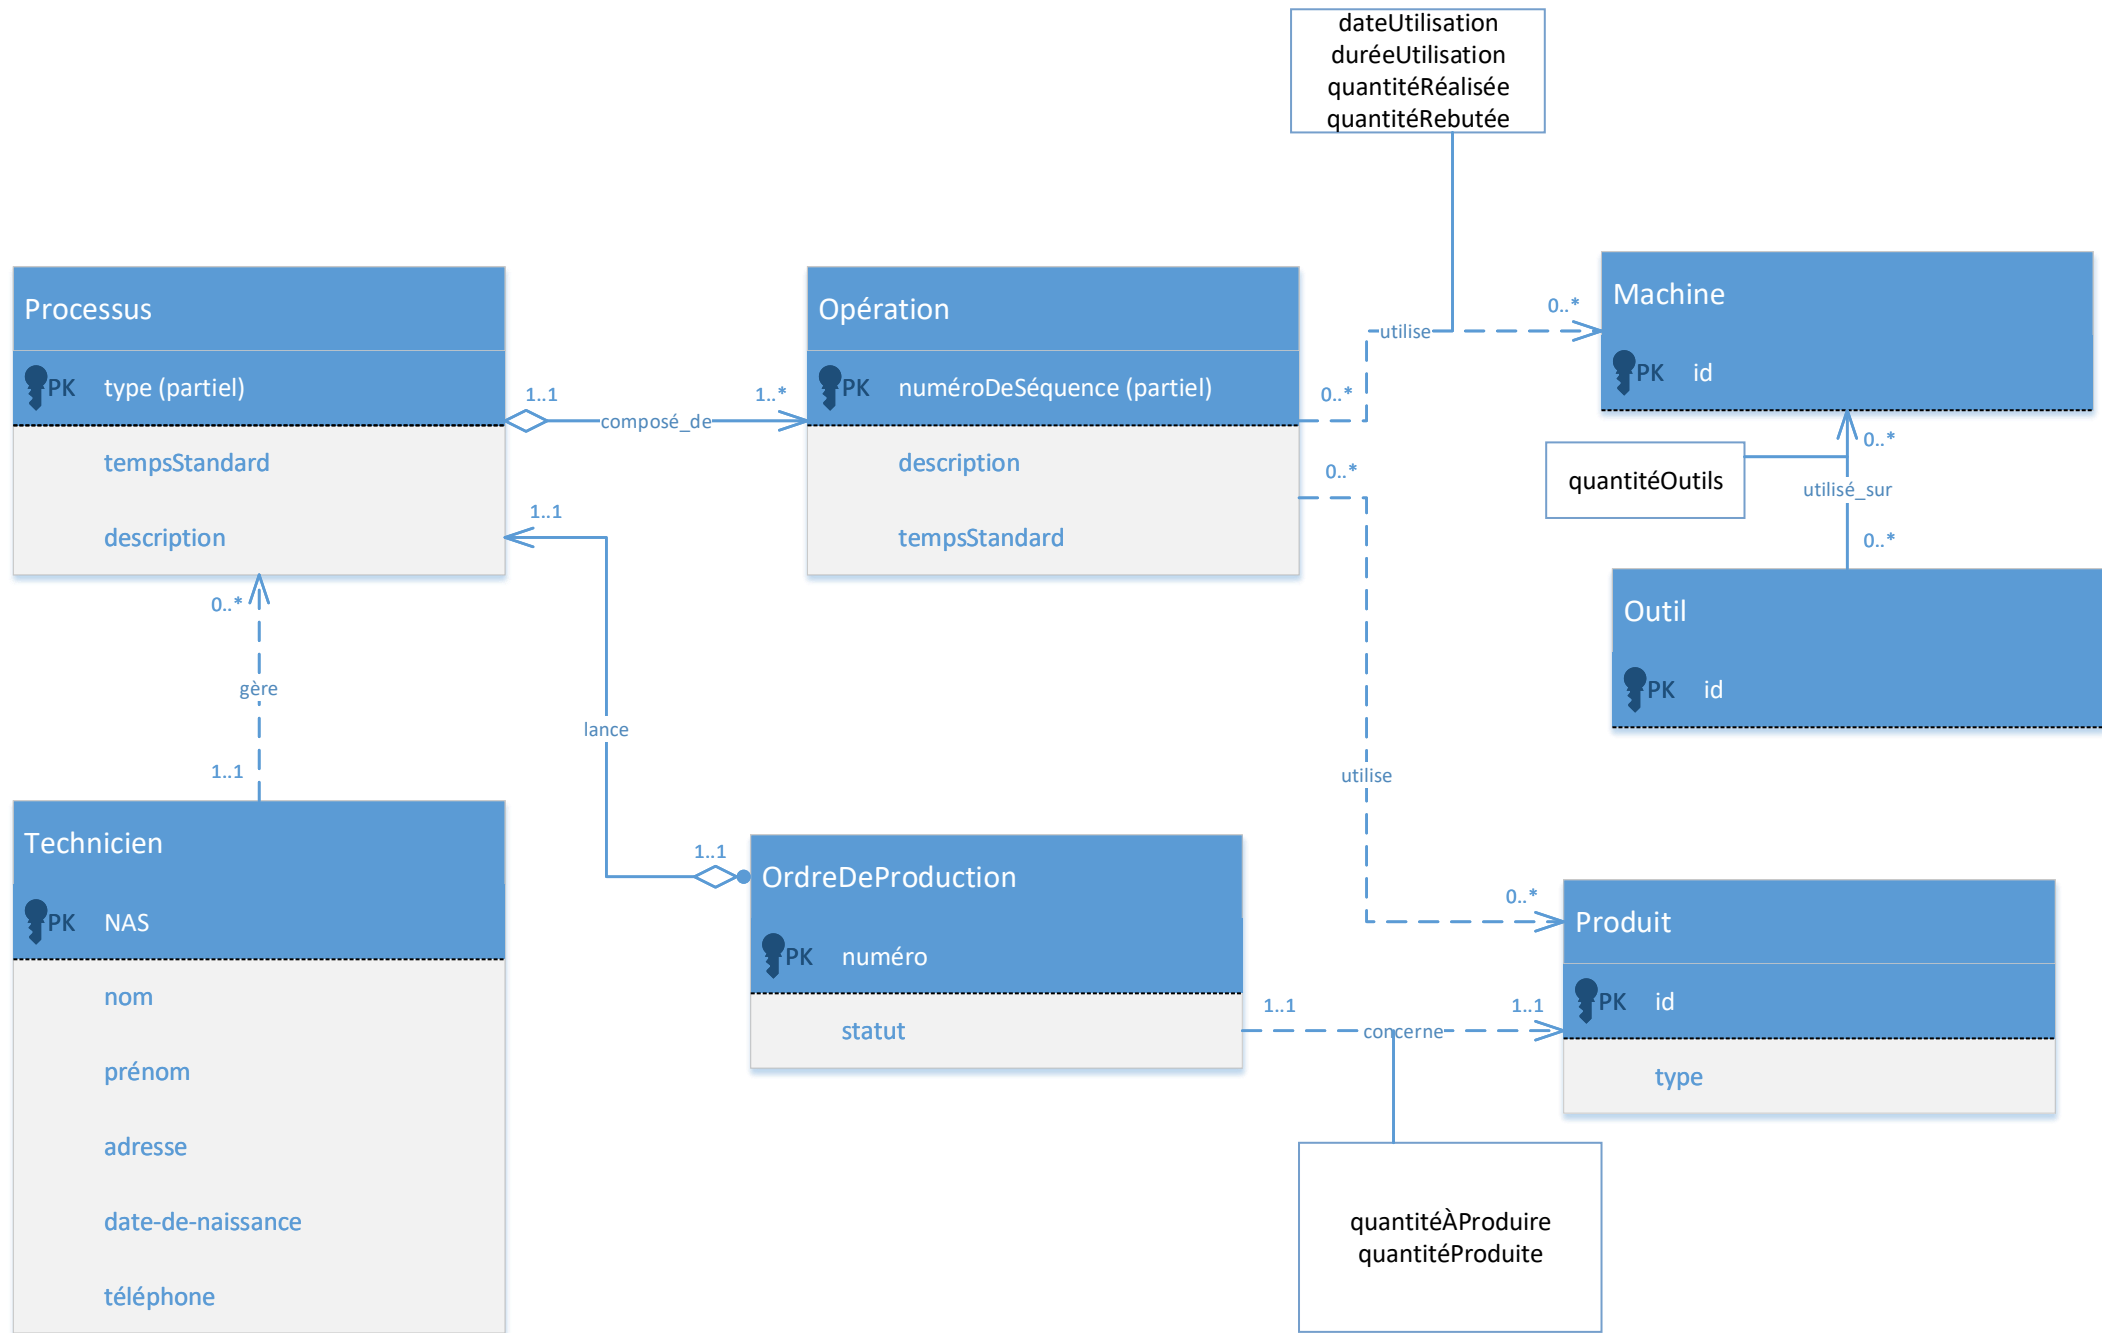 dateUtilisation
duréeUtilisation
quantitéRéalisée
quantitéRebutée
Processus
PK type (partiel)
tempsStandard
description
1..1
composé_de
1..*
Opération
PK numéroDeSéquence (partiel)
description
tempsStandard
0..*
utilise
0..*
Machine
PK id
quantitéOutils
0..*
utilisé_sur
0..*
Outil
PK id
0..*
utilise
0..*
1..1
lance
1..1
0..*
gère
1..1
Technicien
PK NAS
nom
prénom
adresse
date-de-naissance
téléphone
OrdreDeProduction
PK numéro
statut
1..1
concerne
1..1
Produit
PK id
type
quantitéÀProduire
quantitéProduite